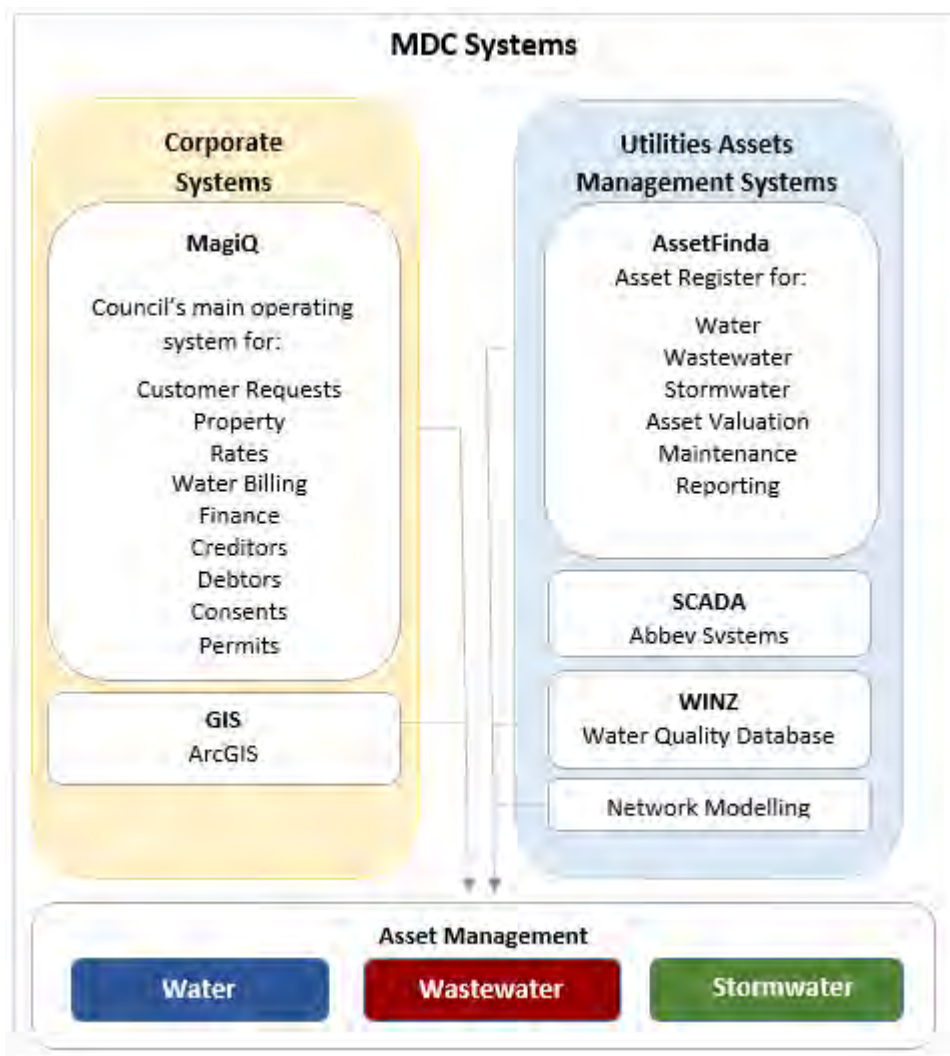 MDC Systems
Corporate
Systems
MagiQ
Council's main operating
system for:
Customer Requests
Property
Rates
Water Billing
Finance
Creditors
Debtors
Consents
Permits
GIS
ArcGIS
Utilities Assets
Management Systems
AssetFinda
Asset Register for:
Water
Wastewater
Stormwater
Asset Valuation
Maintenance
Reporting
SCADA
Abbey Systems
WINZ
Water Quality Database
Network Modelling
Asset Management
Water
Wastewater
Stormwater